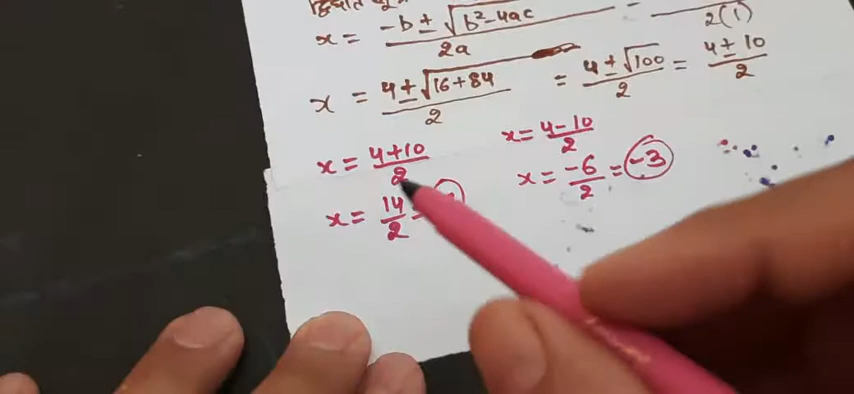 x = -b ± √b²-4ac / 2a = / 2(1)
x = 4 ± √16+84 / 2 = 4 ± √100 / 2 = 4 ± 10 / 2
x = 4+10 / 2 x = 4-10 / 2
x = 14 / 2 = x = -6 / 2 = -3